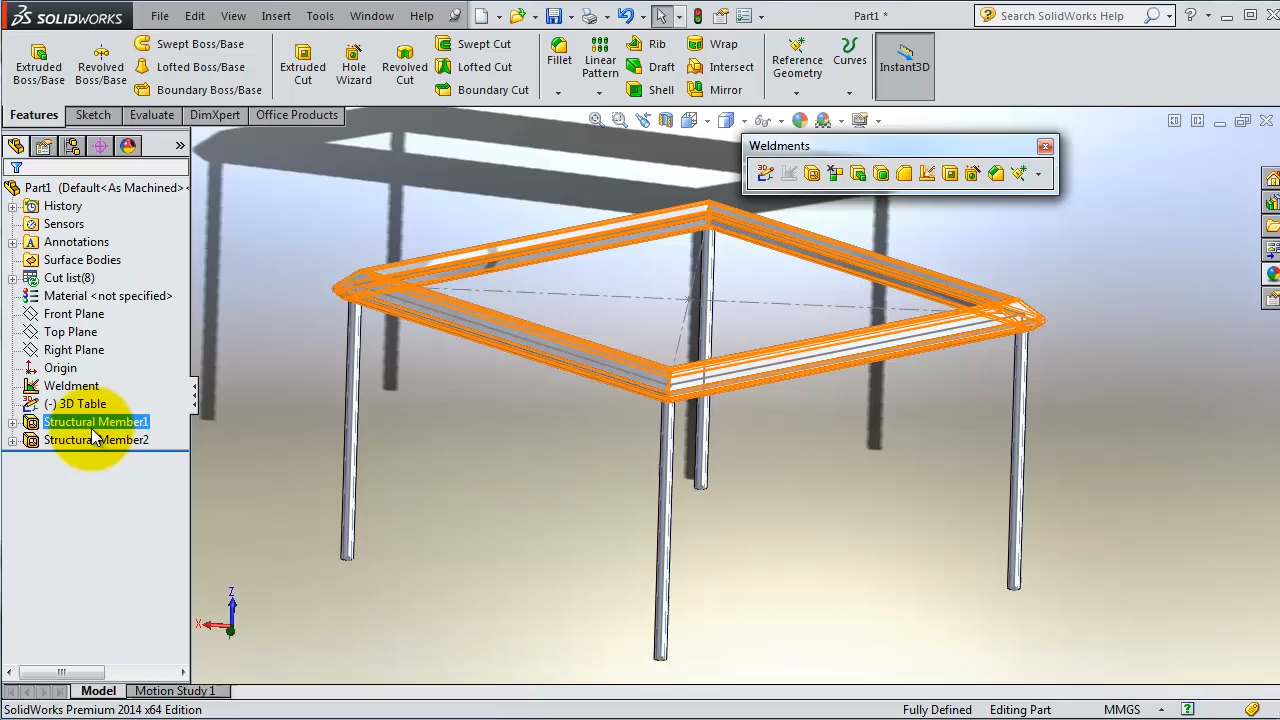 SOLIDWORKS
File Edit View Insert Tools Window Help
Part1 *
Search SolidWorks Help
Extruded Boss/Base
Revolved Boss/Base
Swept Boss/Base
Lofted Boss/Base
Boundary Boss/Base
Extruded Cut
Hole Wizard
Revolved Cut
Swept Cut
Lofted Cut
Boundary Cut
Fillet
Linear Pattern
Rib
Draft
Shell
Wrap
Intersect
Mirror
Reference Geometry
Curves
Instant3D
Features Sketch Evaluate DimXpert Office Products
Weldments
Part1 (Default<As Machined>
History
Sensors
Annotations
Surface Bodies
Cut list(8)
Material <not specified>
Front Plane
Top Plane
Right Plane
Origin
Weldment
(-) 3D Table
Structural Member1
Structural Member2
Z
X
Model Motion Study 1
SolidWorks Premium 2014 x64 Edition
Fully Defined Editing Part MMGS